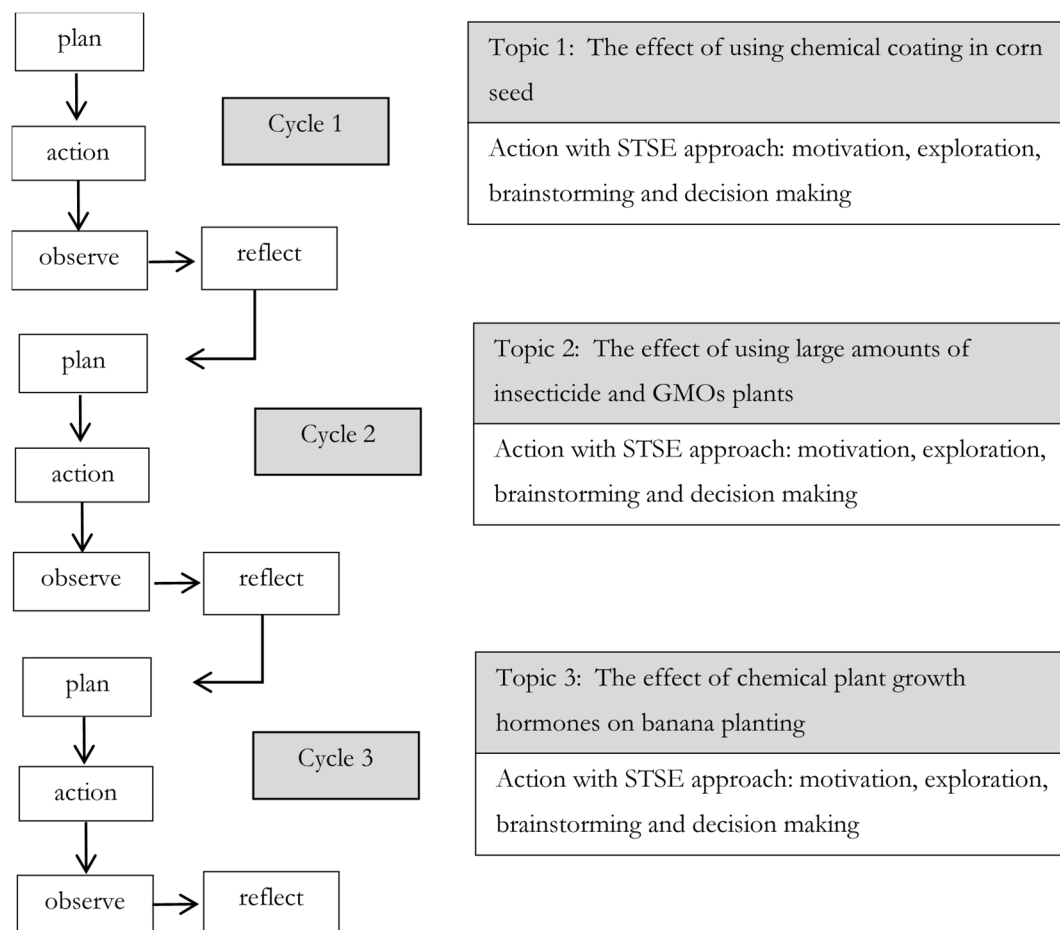 plan
action
observe
reflect
Cycle 1
Topic 1: The effect of using chemical coating in corn
seed
Action with STSE approach: motivation, exploration,
brainstorming and decision making
plan
action
observe
reflect
Cycle 2
Topic 2: The effect of using large amounts of
insecticide and GMOs plants
Action with STSE approach: motivation, exploration,
brainstorming and decision making
plan
action
observe
reflect
Cycle 3
Topic 3: The effect of chemical plant growth
hormones on banana planting
Action with STSE approach: motivation, exploration,
brainstorming and decision making